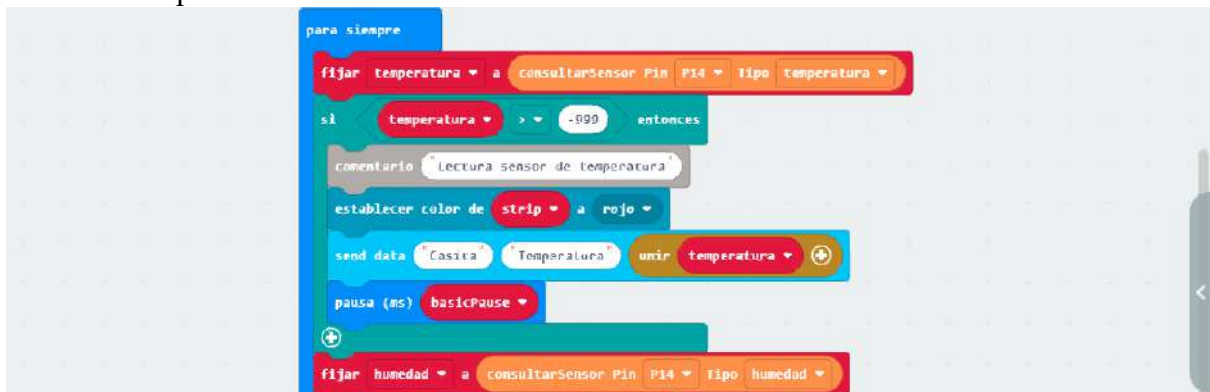 para siempre
fijar temperatura a consultarSensor Pin P14 Tipo temperatura
si temperatura > -999 entonces
comentario "Lectura sensor de temperatura"
establecer color de strip a rojo
send data "Casita" "Temperatura" unir temperatura
pausa (ms) basicPause
fijar humedad a consultarSensor Pin P14 Tipo humedad